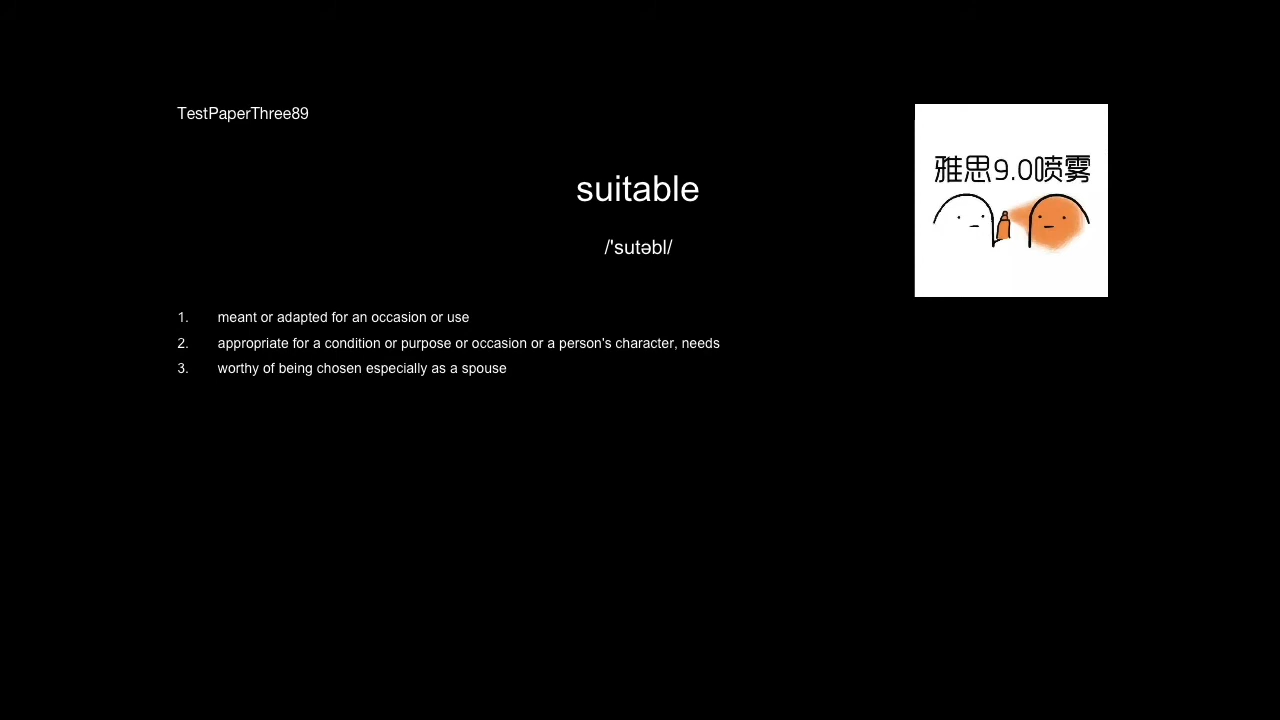 TestPaperThree89
雅思9.0喷雾
suitable
/'sutəbl/
1. meant or adapted for an occasion or use
2. appropriate for a condition or purpose or occasion or a person's character, needs
3. worthy of being chosen especially as a spouse